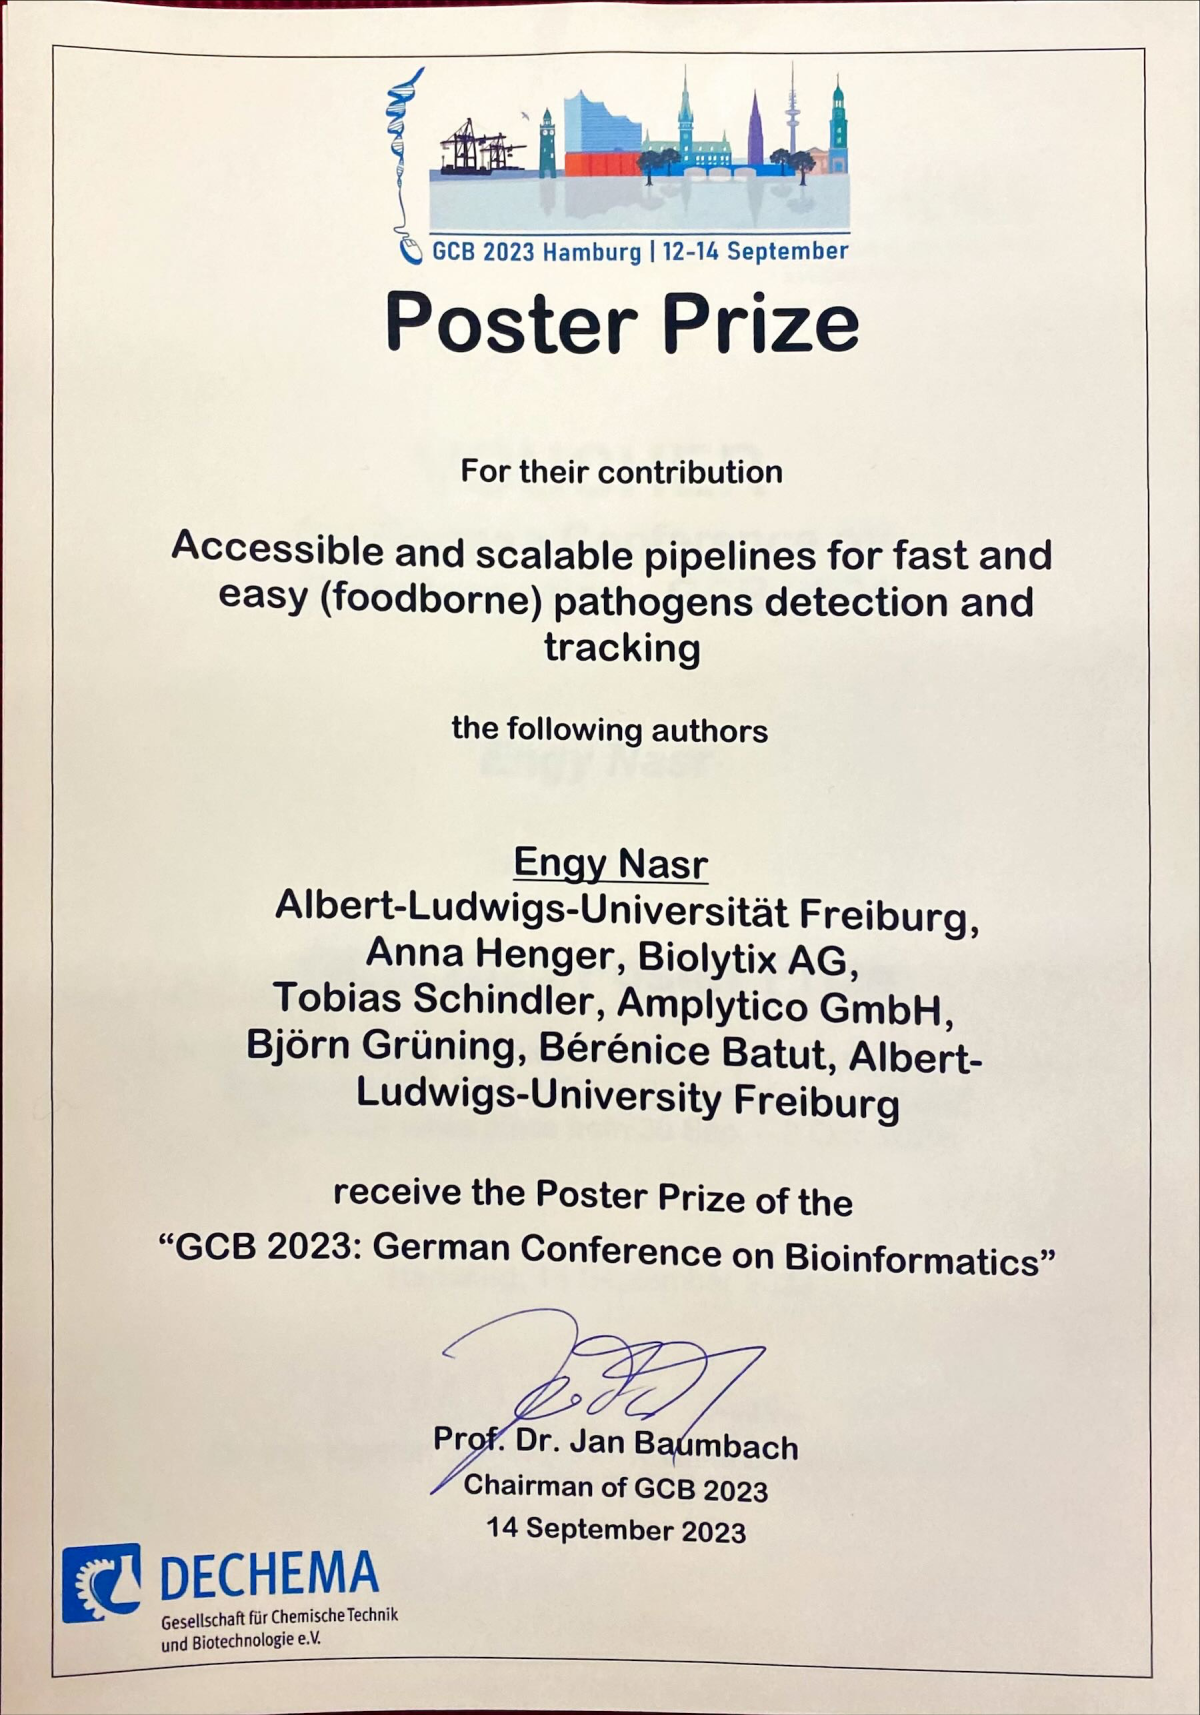 GCB 2023 Hamburg | 12-14 September
Poster Prize
For their contribution
Accessible and scalable pipelines for fast and
easy (foodborne) pathogens detection and
tracking
the following authors
Engy Nasr
Albert-Ludwigs-Universität Freiburg,
Anna Henger, Biolytix AG,
Tobias Schindler, Amplytico GmbH,
Björn Grüning, Bérénice Batut, Albert-
Ludwigs-University Freiburg
receive the Poster Prize of the
“GCB 2023: German Conference on Bioinformatics”
Prof. Dr. Jan Baumbach
Chairman of GCB 2023
14 September 2023
DECHEMA
Gesellschaft für Chemische Technik
und Biotechnologie e.V.